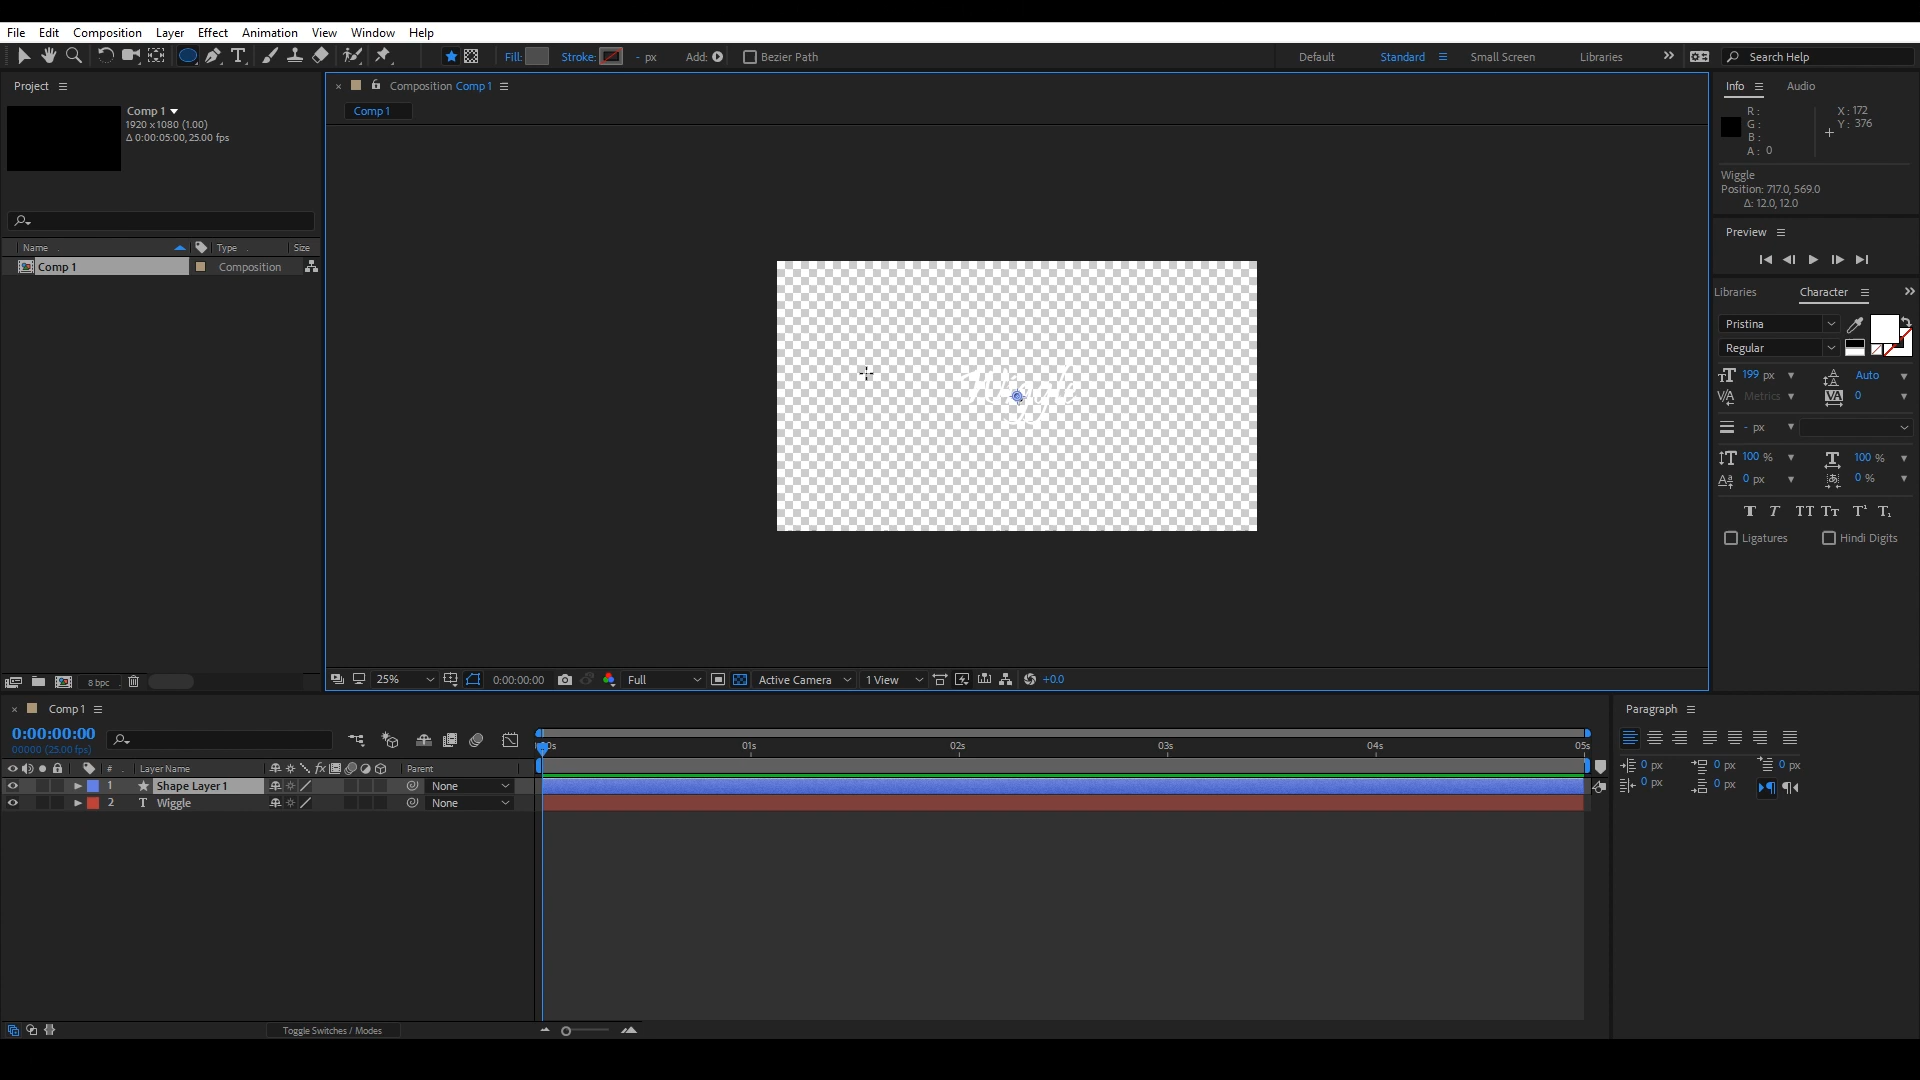 File Edit Composition Layer Effect Animation View Window Help
Fill: Stroke: - px Add: Bezier Path Default Standard Small Screen Libraries Search Help
Project
Comp 1
1920 x 1080 (1.00)
Δ 0:00:05:00, 25.00 fps
Name Type Size
Comp 1 Composition
8 bpc
Composition Comp 1
Comp 1
Wiggle
25% 0:00:00:00 Full Active Camera 1 View +0.0
Info Audio
R:
G:
B:
A: 0
X: 172
Y: 376
Wiggle
Position: 717.0, 569.0
Δ: 12.0, 12.0
Preview
Libraries Character
Pristina
Regular
199 px Auto
Metrics 0
- px
100 % 100 %
0 px 0 %
T T TT Tt T¹ T₁
Ligatures Hindi Digits
Comp 1
0:00:00:00
00000 (25.00 fps)
# Layer Name Parent
1 Shape Layer 1 None
2 T Wiggle None
01s 02s 03s 04s 05s
Toggle Switches / Modes
Paragraph
0 px 0 px 0 px
0 px 0 px